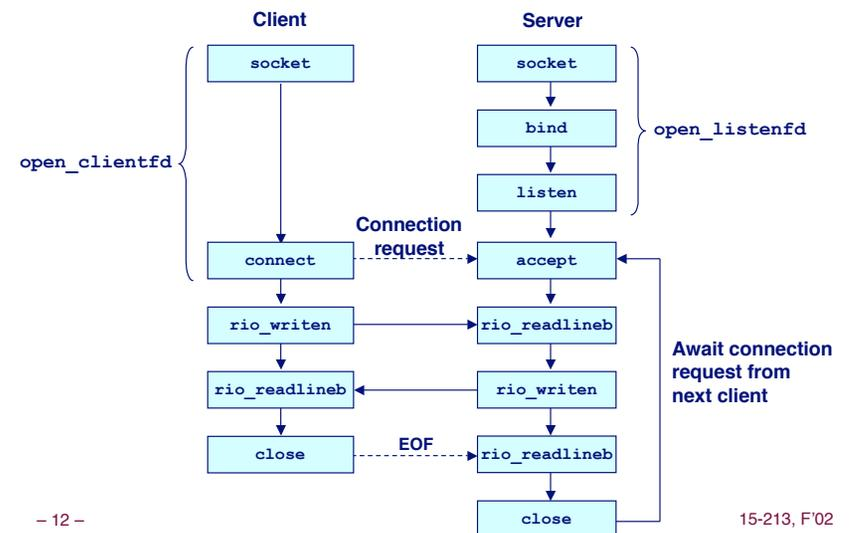 Client
Server
socket
socket
bind
open_listenfd
open_clientfd
listen
Connection
request
connect
accept
rio_writen
rio_readlineb
Await connection
request from
next client
rio_readlineb
rio_writen
EOF
close
rio_readlineb
close
– 12 –
15-213, F’02